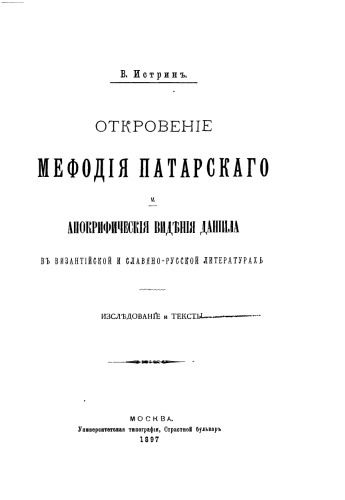 В. Истринъ.
ОТКРОВЕНІЕ
МЕѲОДІЯ ПАТАРСКАГО
и
АПОКРИФИЧЕСКІЯ ВИДѢНІЯ ДАНІИЛА
ВЪ ВИЗАНТІЙСКОЙ И СЛАВЯНО-РУССКОЙ ЛИТЕРАТУРАХЪ
ИЗСЛѢДОВАНІЕ и ТЕКСТЫ
МОСКВА.
Университетская типографія, Страстной бульваръ
1897